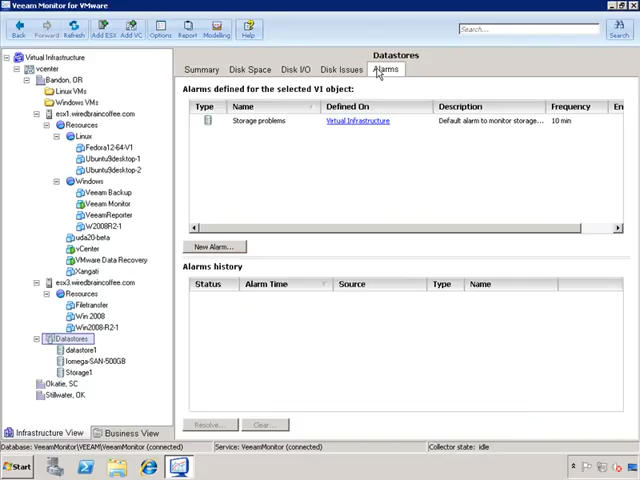 Veeam Monitor for VMware
Back
Forward
Refresh
Add ESX
Add VC
Options
Report
Modelling
Help
Search...
Search
Virtual Infrastructure
vcenter
Bandon, OR
Linux VMs
Windows VMs
esx1.wiredbraincoffee.com
Resources
Linux
Fedora12-64-V1
Ubuntu9desktop-1
Ubuntu9desktop-2
Windows
Veeam Backup
Veeam Monitor
VeeamReporter
W2008R2-1
uda20-beta
vCenter
VMware Data Recovery
Xangati
esx3.wiredbraincoffee.com
Resources
Filetransfer
Win 2008
Win2008-R2-1
Datastores
datastore1
Iomega-SAN-500GB
Storage1
Okatie, SC
Stillwater, OK
Infrastructure View
Business View
Datastores
Summary
Disk Space
Disk I/O
Disk Issues
Alarms
Alarms defined for the selected VI object:
Type
Name
Defined On
Description
Frequency
En
Storage problems
Virtual Infrastructure
Default alarm to monitor storage...
10 min
New Alarm...
Alarms history
Status
Alarm Time
Source
Type
Name
Resolve...
Clear...
Database: VeeamMonitor\VEEAM\VeeamMonitor (connected)
Service: VeeamMonitor (connected)
Collector state: idle
Start